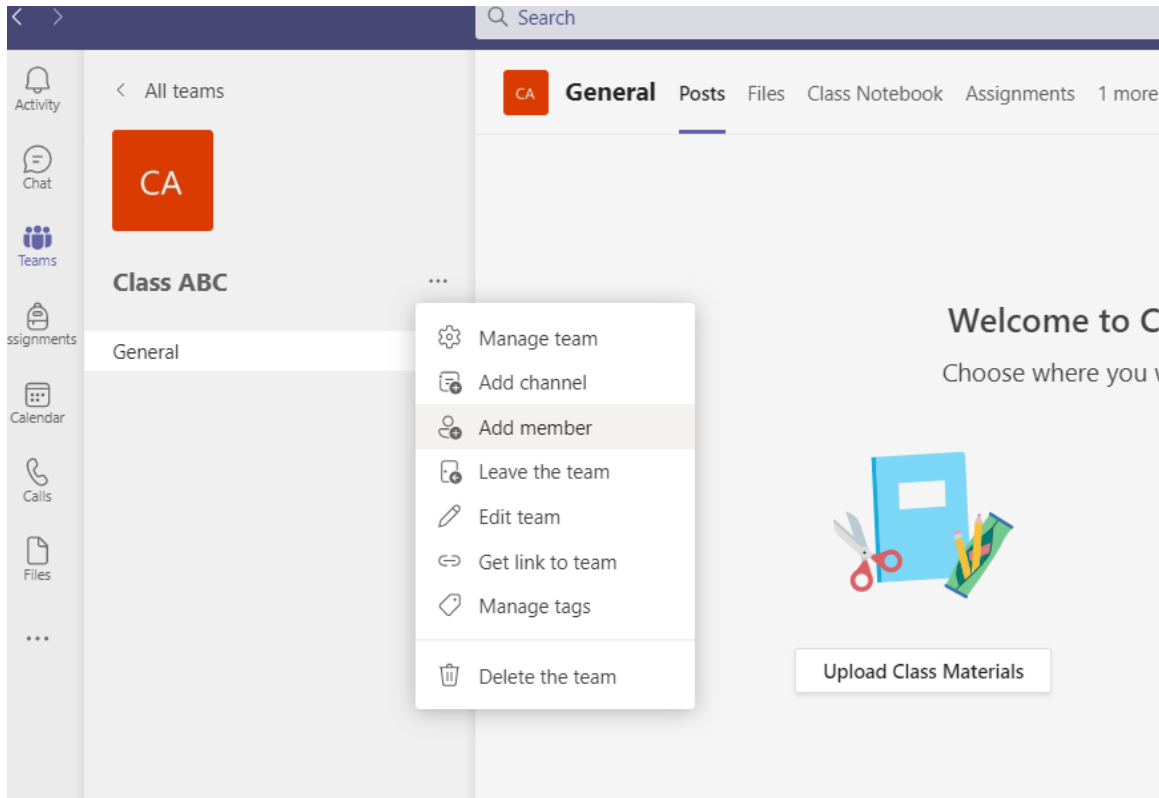 Search
Activity
Chat
Teams
ssignments
Calendar
Calls
Files
All teams
CA
Class ABC
General
Manage team
Add channel
Add member
Leave the team
Edit team
Get link to team
Manage tags
Delete the team
CA General Posts Files Class Notebook Assignments 1 more
Welcome to C
Choose where you w
Upload Class Materials